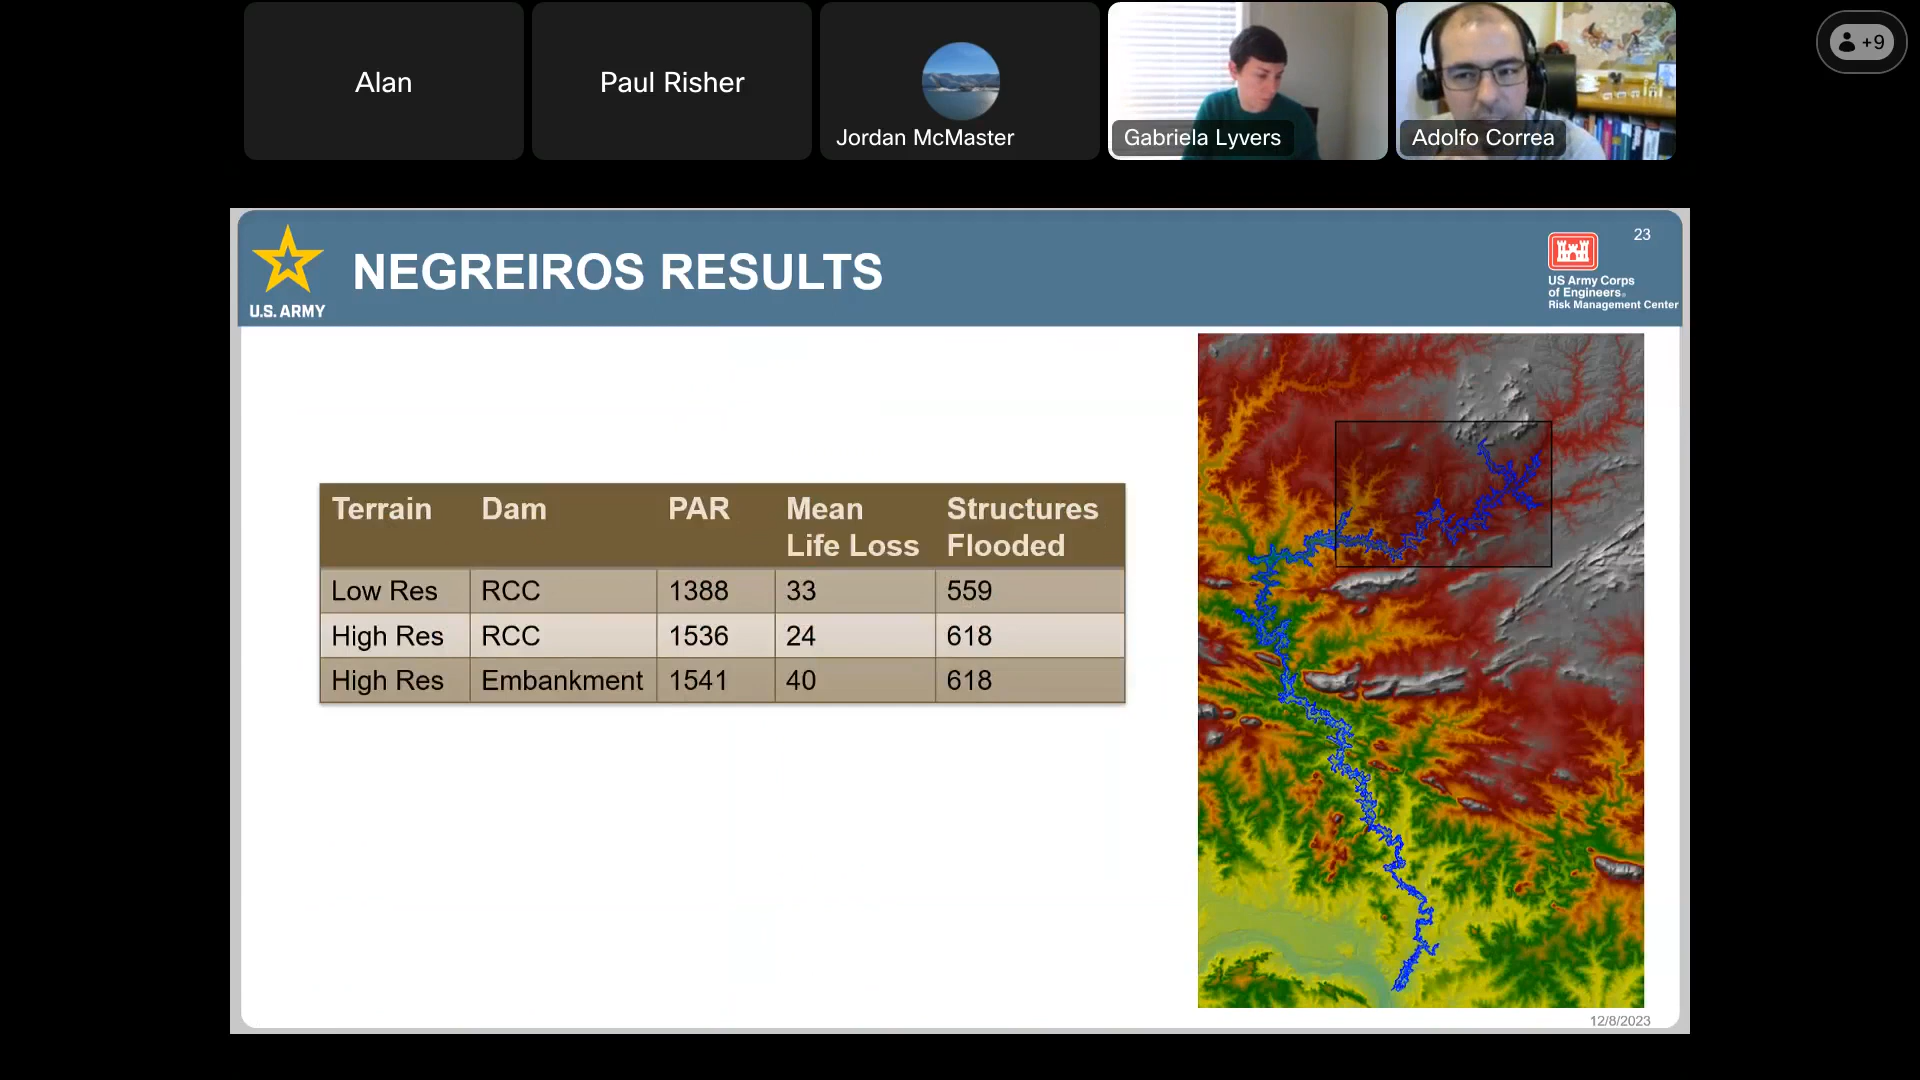 Alan
Paul Risher
Jordan McMaster
Gabriela Lyvers
Adolfo Correa
+9
U.S. ARMY
NEGREIROS RESULTS
23
US Army Corps
of Engineers®
Risk Management Center
Terrain Dam PAR Mean Life Loss Structures Flooded
Low Res RCC 1388 33 559
High Res RCC 1536 24 618
High Res Embankment 1541 40 618
12/8/2023